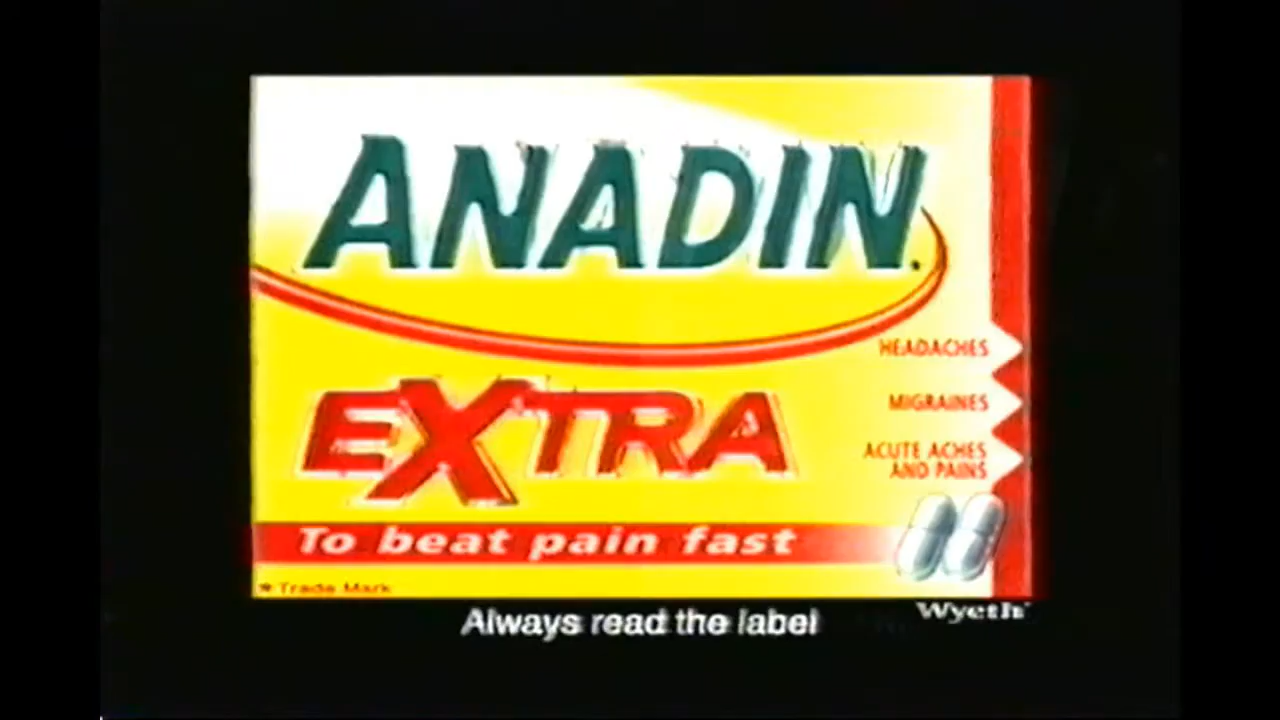 ANADIN.
HEADACHES
EXTRA
MIGRAINES
ACUTE ACHES
AND PAINS
To beat pain fast
* Trade Mark
Wyeth
Always read the label